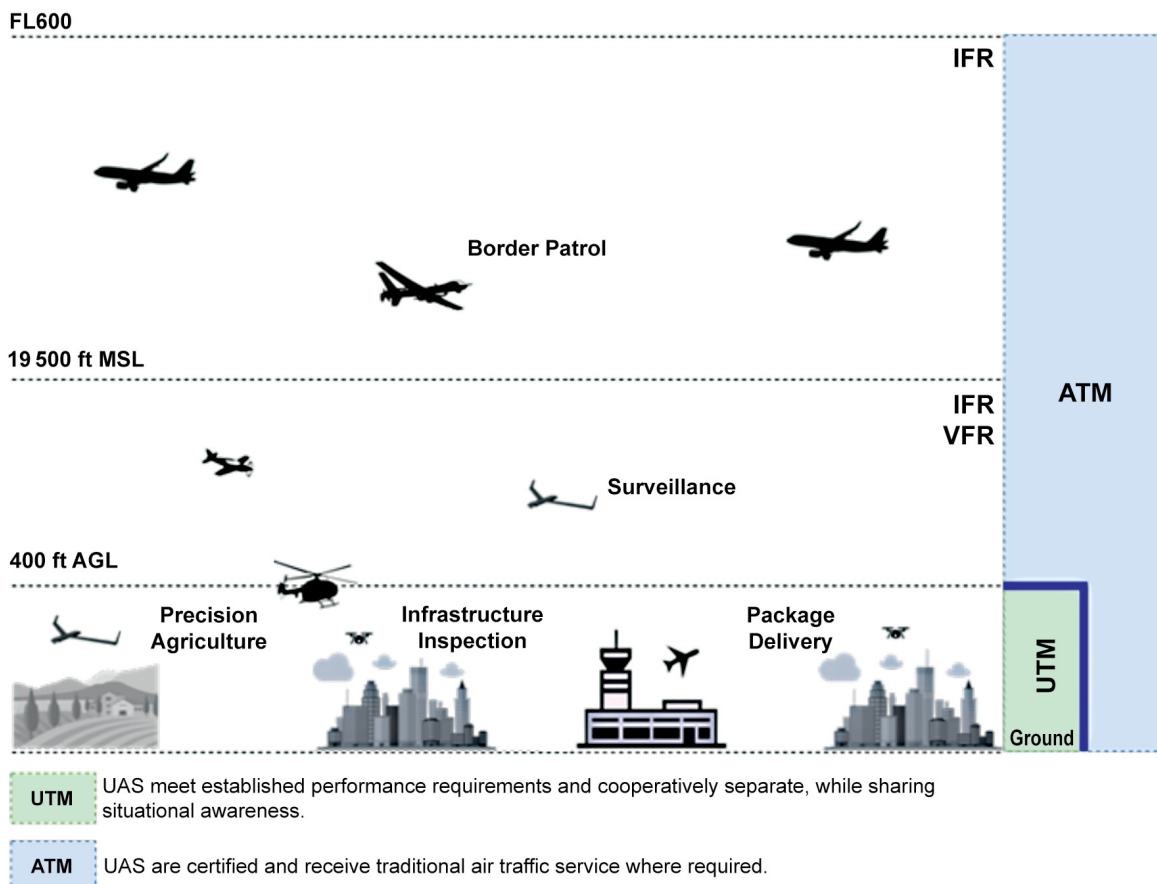 FL600
IFR
Border Patrol
19 500 ft MSL
ATM
IFR
VFR
Surveillance
400 ft AGL
Precision
Agriculture
Infrastructure
Inspection
Package
Delivery
UTM
Ground
UTM
UAS meet established performance requirements and cooperatively separate, while sharing
situational awareness.
ATM
UAS are certified and receive traditional air traffic service where required.